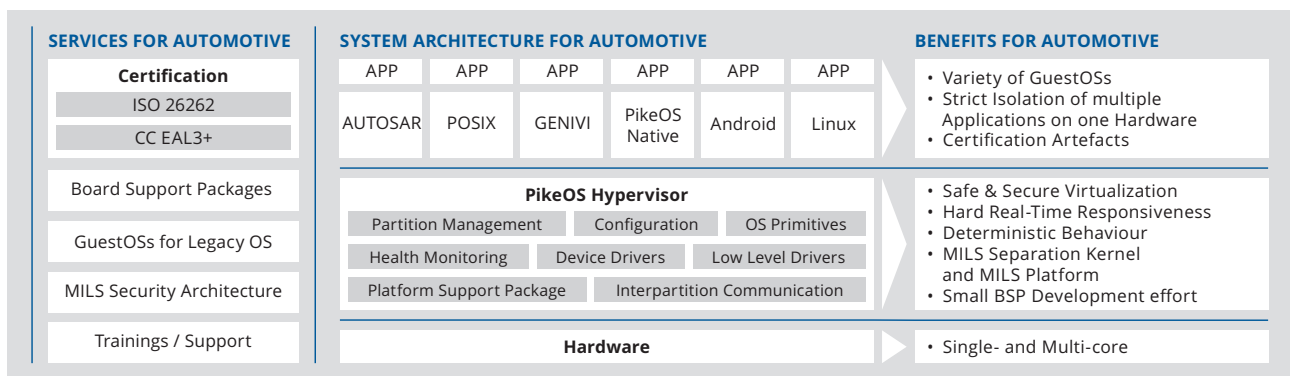 SERVICES FOR AUTOMOTIVE
Certification
ISO 26262
CC EAL3+
Board Support Packages
GuestOSs for Legacy OS
MILS Security Architecture
Trainings / Support
SYSTEM ARCHITECTURE FOR AUTOMOTIVE
APP APP APP APP APP APP
AUTOSAR POSIX GENIVI PikeOS Native Android Linux
PikeOS Hypervisor
Partition Management Configuration OS Primitives
Health Monitoring Device Drivers Low Level Drivers
Platform Support Package Interpartition Communication
Hardware
BENEFITS FOR AUTOMOTIVE
• Variety of GuestOSs
• Strict Isolation of multiple
Applications on one Hardware
• Certification Artefacts
• Safe & Secure Virtualization
• Hard Real-Time Responsiveness
• Deterministic Behaviour
• MILS Separation Kernel
and MILS Platform
• Small BSP Development effort
• Single- and Multi-core